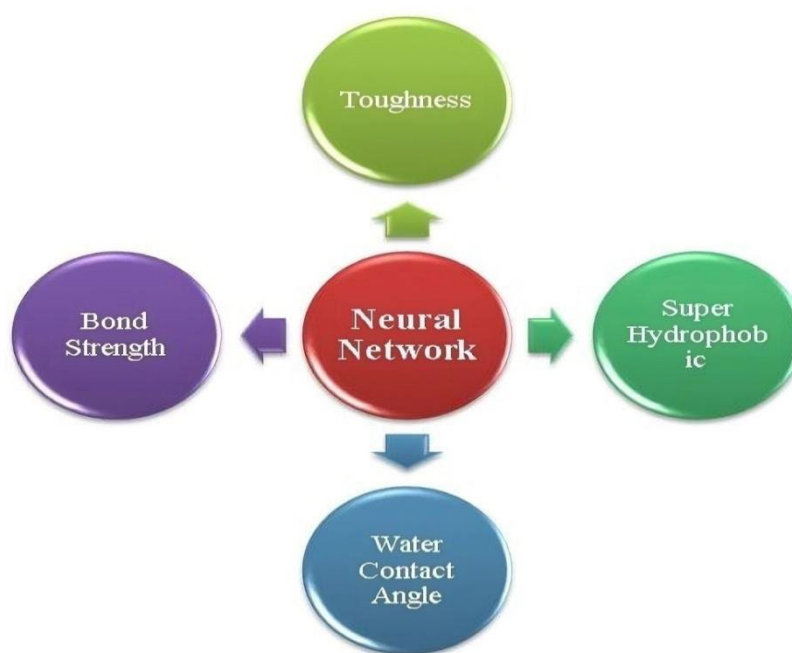 Toughness
Bond
Strength
Neural
Network
Super
Hydrophob
ic
Water
Contact
Angle